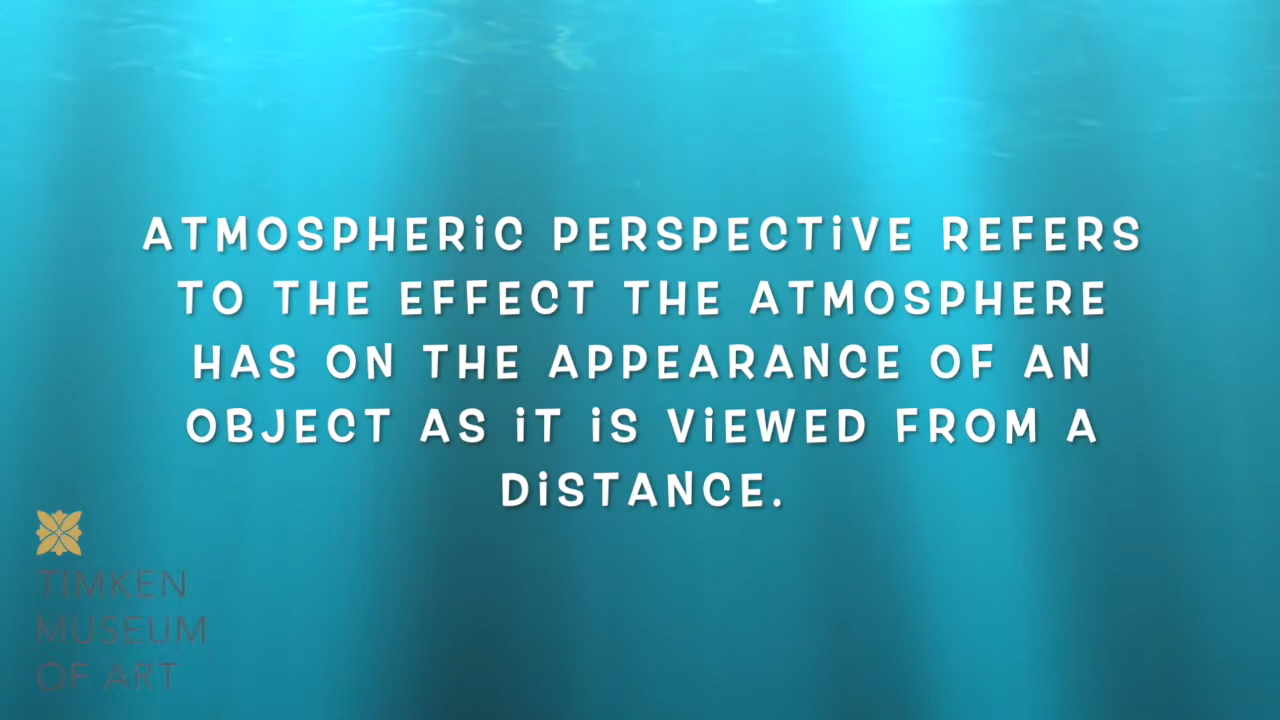 ATMOSPHERiC PERSPECTiVE REFERS
TO THE EFFECT THE ATMOSPHERE
HAS ON THE APPEARANCE OF AN
OBJECT AS iT iS ViEWED FROM A
DiSTANCE.
TIMKEN
MUSEUM
OF ART